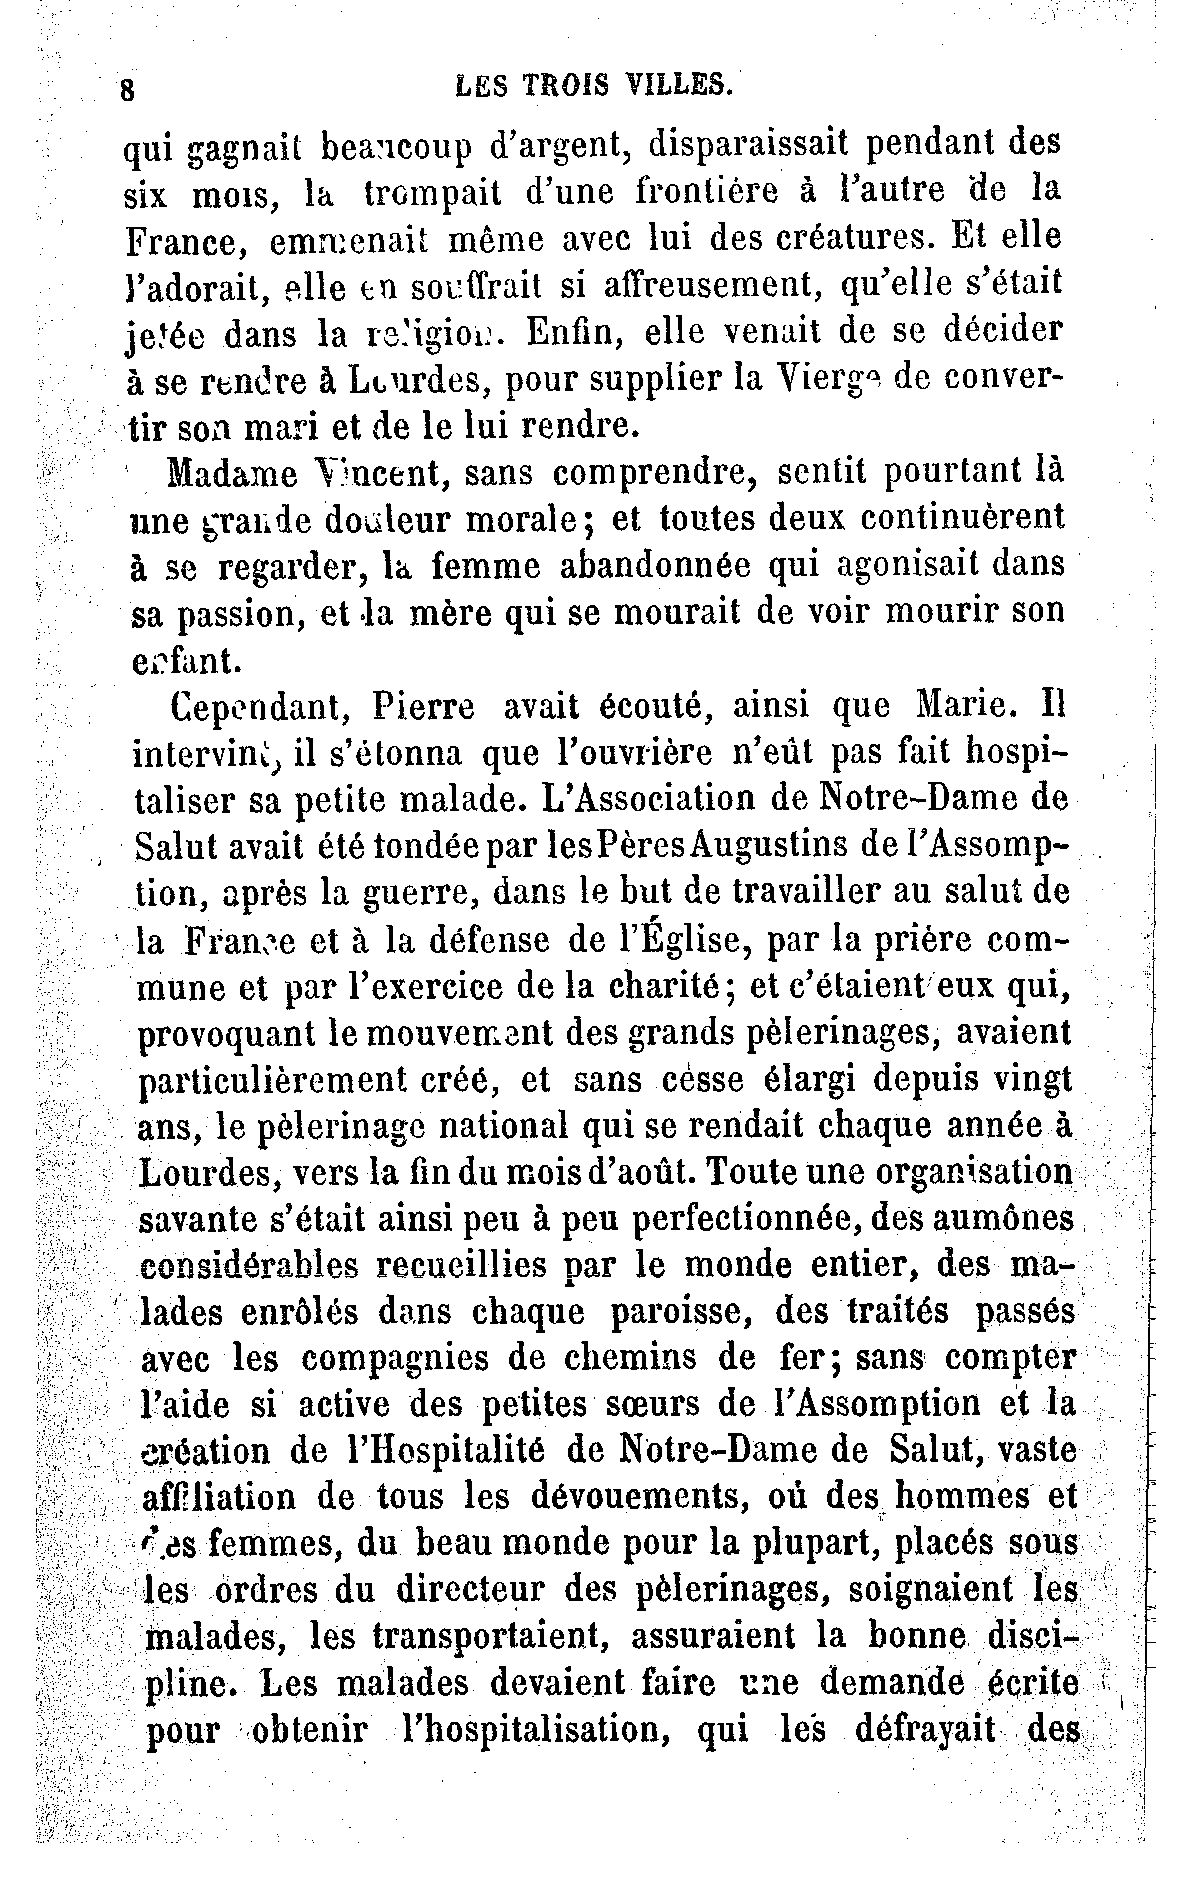 8 LES TROIS VILLES.
qui gagnait beaucoup d'argent, disparaissait pendant des
six mois, la trompait d'une frontière à l'autre de la
France, emmenait même avec lui des créatures. Et elle
l'adorait, elle en souffrait si affreusement, qu'elle s'était
jetée dans la religion. Enfin, elle venait de se décider
à se rendre à Lourdes, pour supplier la Vierge de conver-
tir son mari et de le lui rendre.
Madame Vincent, sans comprendre, sentit pourtant là
une grande douleur morale; et toutes deux continuèrent
à se regarder, la femme abandonnée qui agonisait dans
sa passion, et la mère qui se mourait de voir mourir son
enfant.
Cependant, Pierre avait écouté, ainsi que Marie. Il
intervint, il s'étonna que l'ouvrière n'eût pas fait hospi-
taliser sa petite malade. L'Association de Notre-Dame de
Salut avait été fondée par les Pères Augustins de l'Assomp-
tion, après la guerre, dans le but de travailler au salut de
la France et à la défense de l'Église, par la prière com-
mune et par l'exercice de la charité; et c'étaient eux qui,
provoquant le mouvement des grands pèlerinages, avaient
particulièrement créé, et sans cesse élargi depuis vingt
ans, le pèlerinage national qui se rendait chaque année à
Lourdes, vers la fin du mois d'août. Toute une organisation
savante s'était ainsi peu à peu perfectionnée, des aumônes
considérables recueillies par le monde entier, des ma-
lades enrôlés dans chaque paroisse, des traités passés
avec les compagnies de chemins de fer; sans compter
l'aide si active des petites sœurs de l'Assomption et la
création de l'Hospitalité de Notre-Dame de Salut, vaste
affiliation de tous les dévouements, où des hommes et
des femmes, du beau monde pour la plupart, placés sous
les ordres du directeur des pèlerinages, soignaient les
malades, les transportaient, assuraient la bonne disci-
pline. Les malades devaient faire une demande écrite
pour obtenir l'hospitalisation, qui les défrayait des